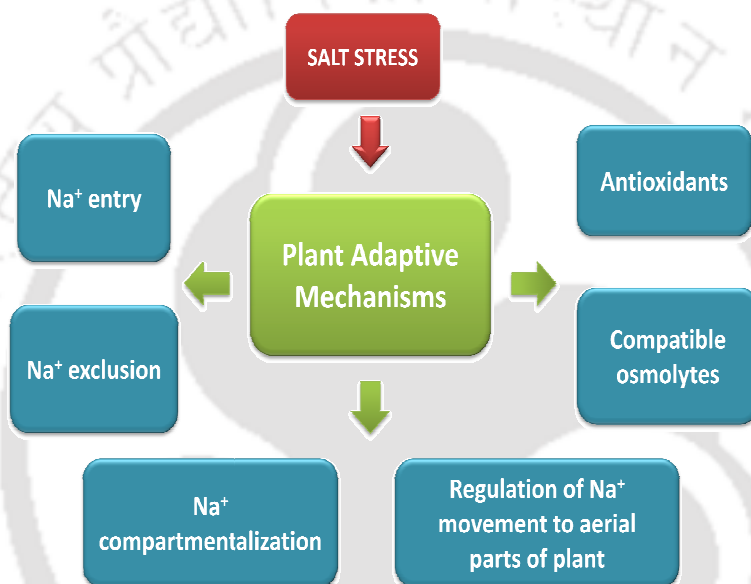 SALT STRESS
Na⁺ entry
Antioxidants
Plant Adaptive
Mechanisms
Na⁺ exclusion
Compatible
osmolytes
Na⁺
compartmentalization
Regulation of Na⁺
movement to aerial
parts of plant